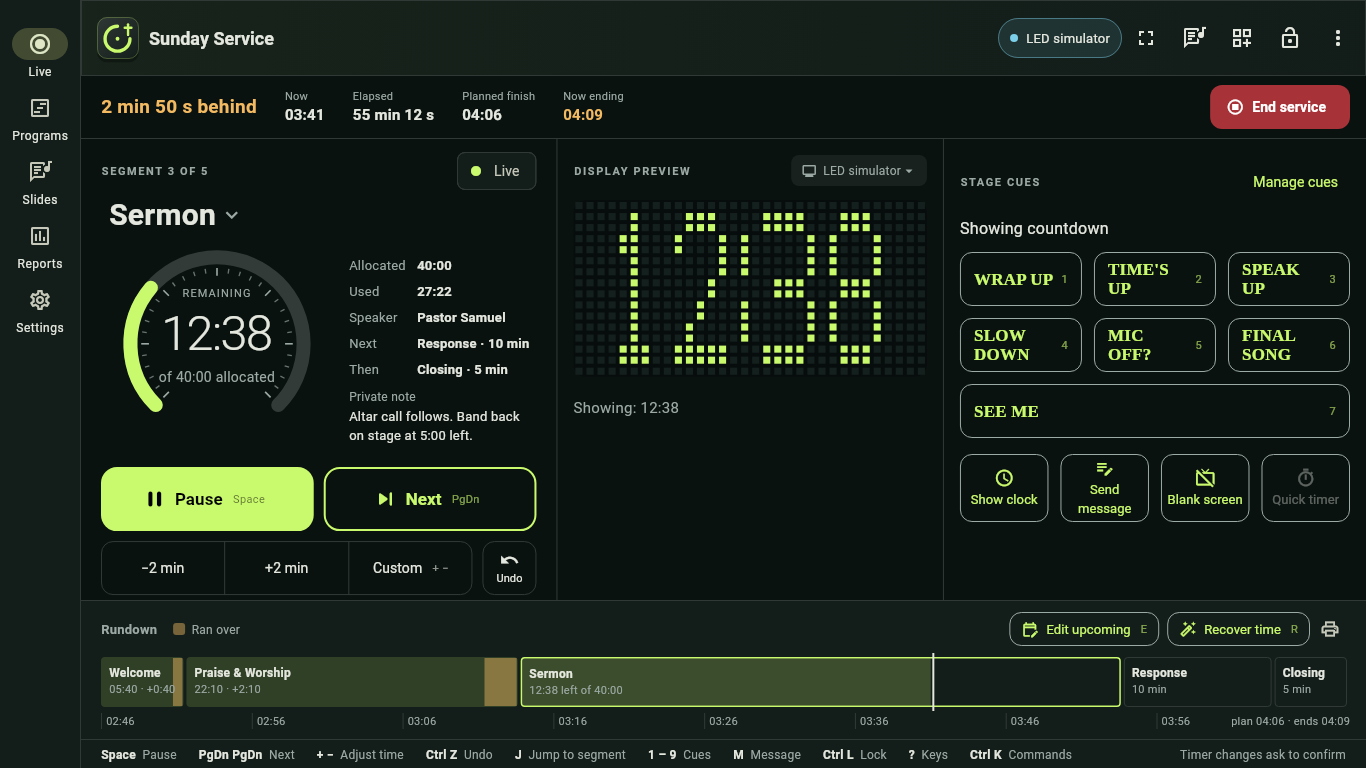 Sunday Service
LED simulator
Live
Programs
Slides
Reports
Settings
2 min 50 s behind
Now
03:41
Elapsed
55 min 12 s
Planned finish
04:06
Now ending
04:09
End service
SEGMENT 3 OF 5
Live
Sermon
REMAINING
12:38
of 40:00 allocated
Allocated 40:00
Used 27:22
Speaker Pastor Samuel
Next Response · 10 min
Then Closing · 5 min
Private note
Altar call follows. Band back
on stage at 5:00 left.
Pause Space
Next PgDn
−2 min
+2 min
Custom + −
Undo
DISPLAY PREVIEW
LED simulator
12:38
Showing: 12:38
STAGE CUES
Manage cues
Showing countdown
WRAP UP 1
TIME'S
UP 2
SPEAK
UP 3
SLOW
DOWN 4
MIC
OFF? 5
FINAL
SONG 6
SEE ME 7
Show clock
Send
message
Blank screen
Quick timer
Rundown
Ran over
Edit upcoming E
Recover time R
Welcome
05:40 · +0:40
Praise & Worship
22:10 · +2:10
Sermon
12:38 left of 40:00
Response
10 min
Closing
5 min
02:46 02:56 03:06 03:16 03:26 03:36 03:46 03:56 plan 04:06 · ends 04:09
Space Pause PgDn PgDn Next + − Adjust time Ctrl Z Undo J Jump to segment 1 – 9 Cues M Message Ctrl L Lock ? Keys Ctrl K Commands Timer changes ask to confirm